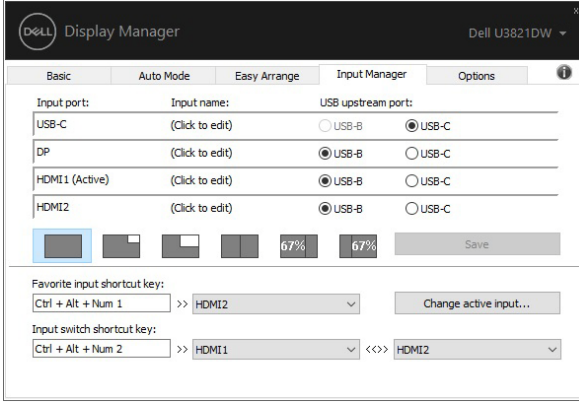 DELL Display Manager Dell U3821DW
Basic Auto Mode Easy Arrange Input Manager Options
Input port: Input name: USB upstream port:
USB-C (Click to edit) USB-B USB-C
DP (Click to edit) USB-B USB-C
HDMI1 (Active) (Click to edit) USB-B USB-C
HDMI2 (Click to edit) USB-B USB-C
67% 67% Save
Favorite input shortcut key:
Ctrl + Alt + Num 1 >> HDMI2 Change active input...
Input switch shortcut key:
Ctrl + Alt + Num 2 >> HDMI1 <<>> HDMI2